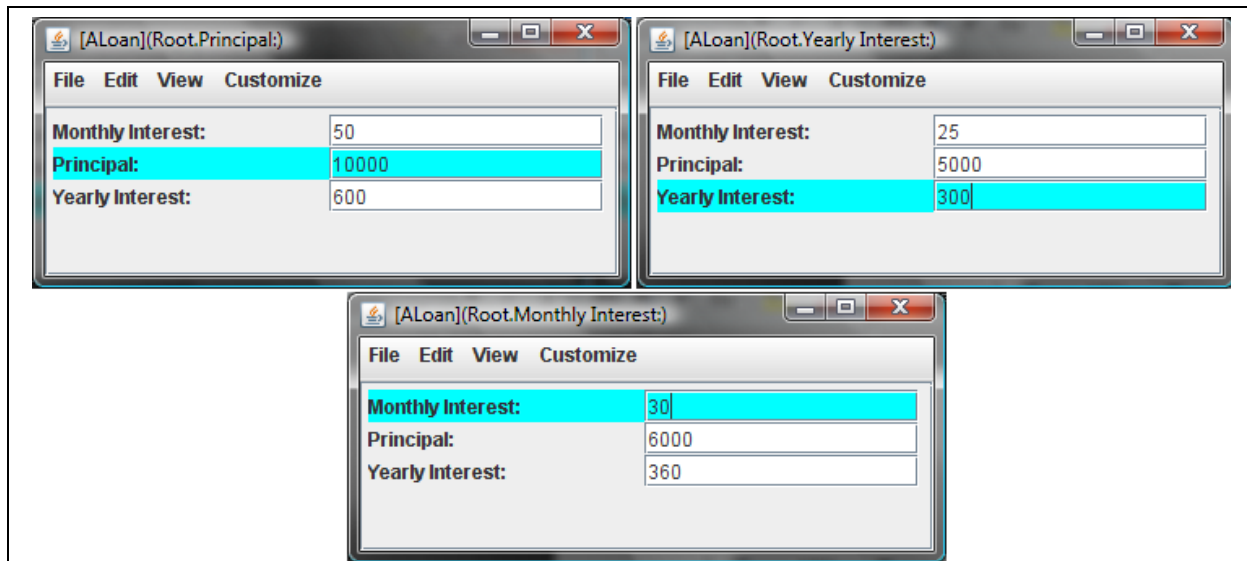 [ALoan](Root.Principal:)
File Edit View Customize
Monthly Interest: 50
Principal: 10000
Yearly Interest: 600
[ALoan](Root.Yearly Interest:)
File Edit View Customize
Monthly Interest: 25
Principal: 5000
Yearly Interest: 300
[ALoan](Root.Monthly Interest:)
File Edit View Customize
Monthly Interest: 30
Principal: 6000
Yearly Interest: 360